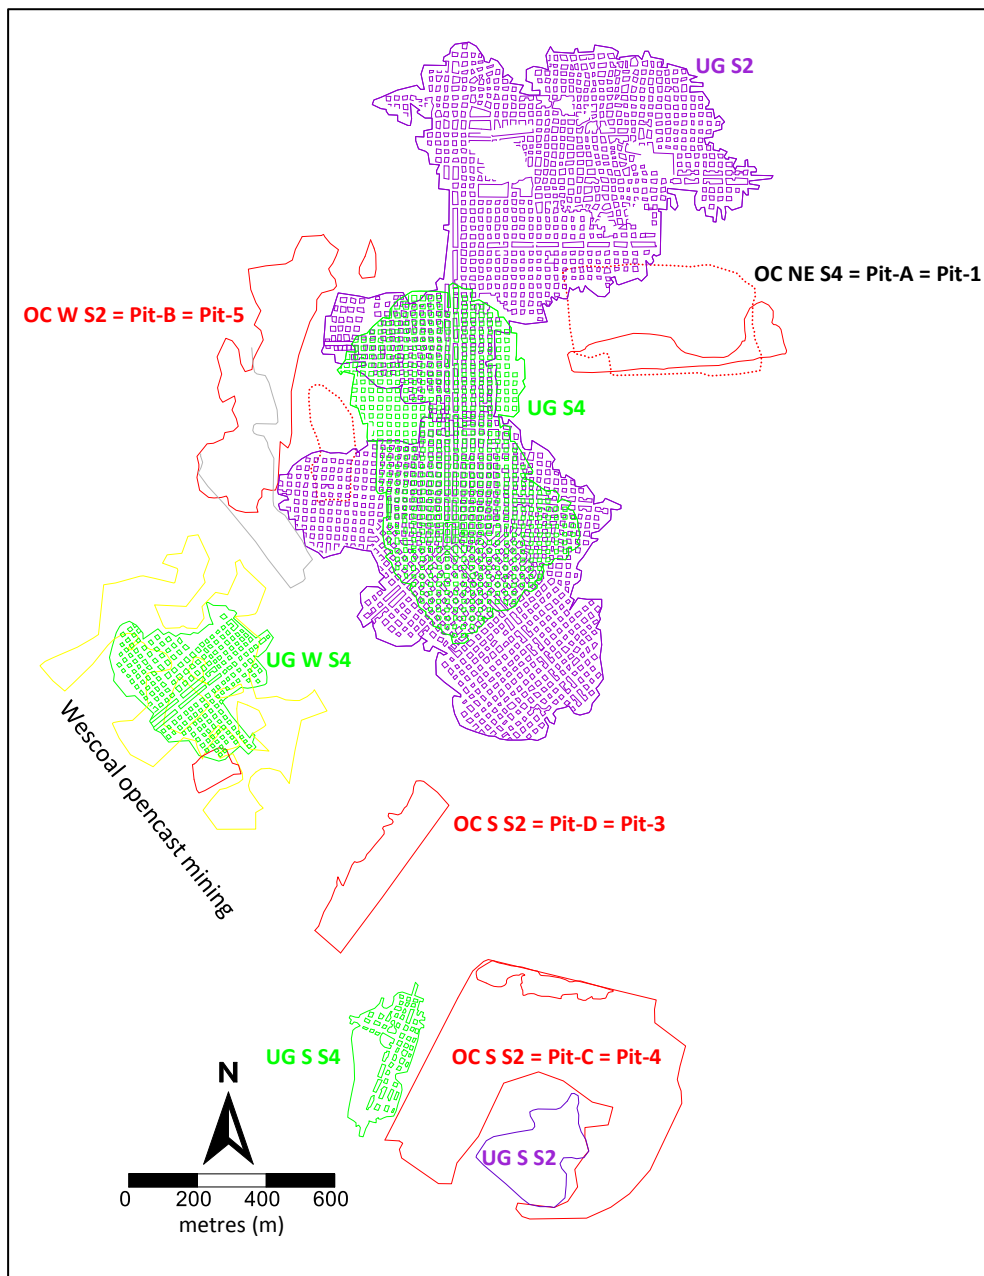 UG S2
OC NE S4 = Pit-A = Pit-1
OC W S2 = Pit-B = Pit-5
UG S4
UG W S4
Wescoal opencast mining
OC S S2 = Pit-D = Pit-3
UG S S4
OC S S2 = Pit-C = Pit-4
N
UG S S2
0 200 400 600
metres (m)